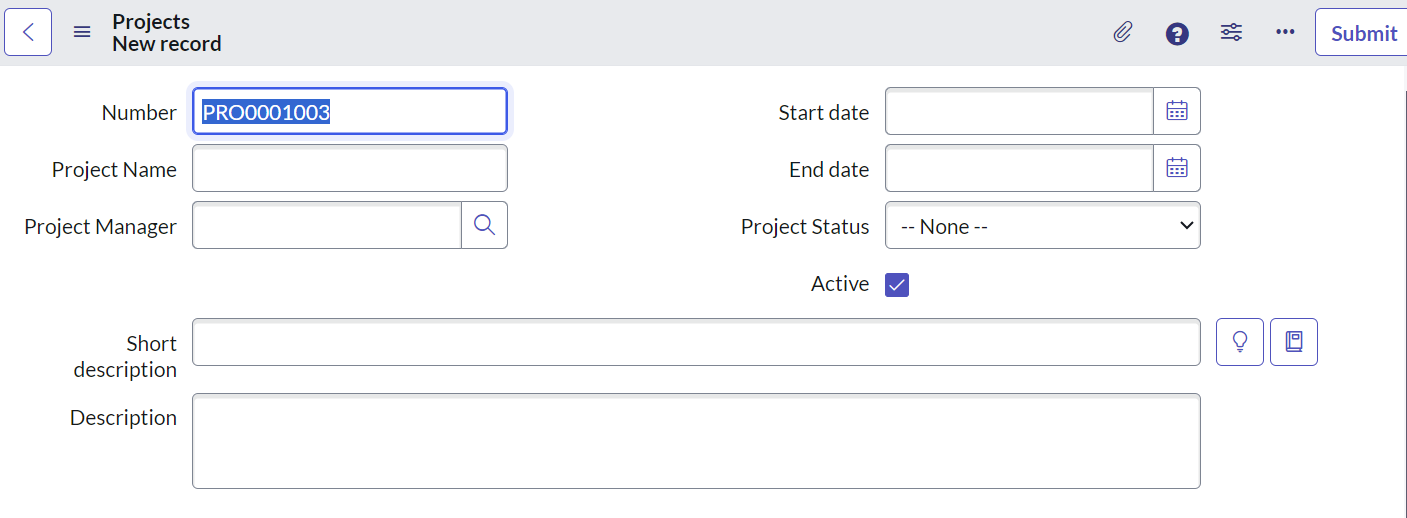 Projects
New record
Submit
Number PRO0001003
Start date
Project Name
End date
Project Manager
Project Status -- None --
Active
Short
description
Description